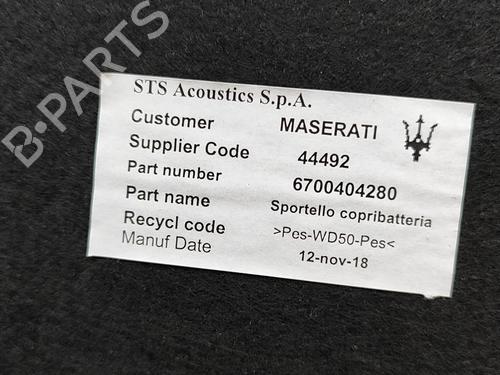 B-PARTS
STS Acoustics S.p.A.
Customer MASERATI
Supplier Code 44492
Part number 6700404280
Part name Sportello copribatteria
Recycl code >Pes-WD50-Pes<
Manuf Date 12-nov-18